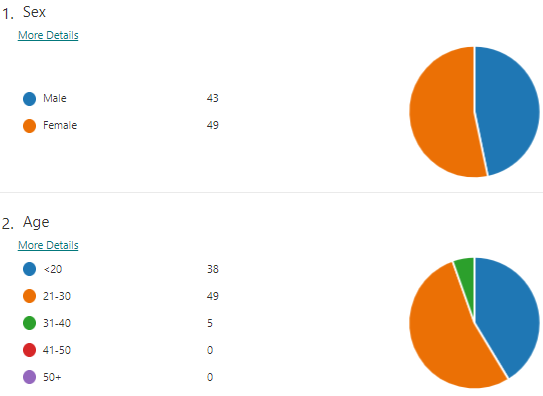 1. Sex
More Details
Male 43
Female 49
2. Age
More Details
<20 38
21-30 49
31-40 5
41-50 0
50+ 0